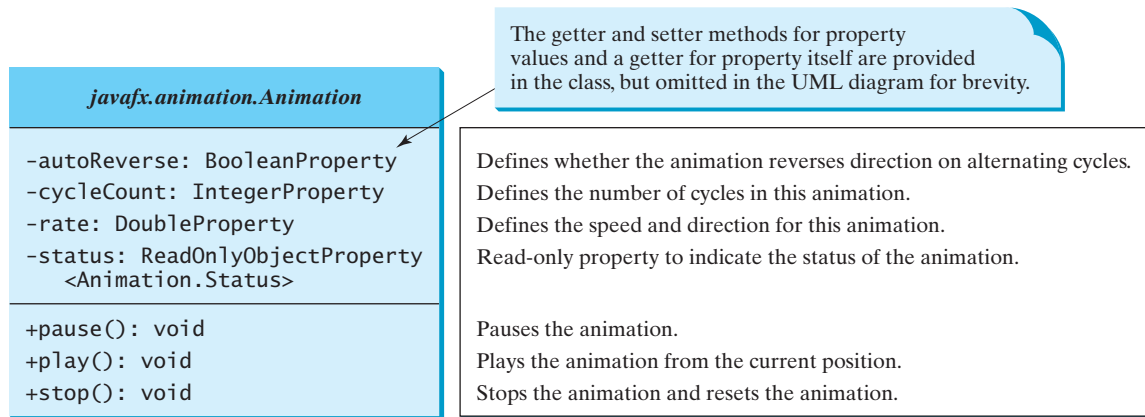 The getter and setter methods for property
values and a getter for property itself are provided
in the class, but omitted in the UML diagram for brevity.
javafx.animation.Animation
-autoReverse: BooleanProperty
Defines whether the animation reverses direction on alternating cycles.
-cycleCount: IntegerProperty
Defines the number of cycles in this animation.
-rate: DoubleProperty
Defines the speed and direction for this animation.
-status: ReadOnlyObjectProperty
Read-only property to indicate the status of the animation.
<Animation.Status>
+pause(): void
Pauses the animation.
+play(): void
Plays the animation from the current position.
+stop(): void
Stops the animation and resets the animation.